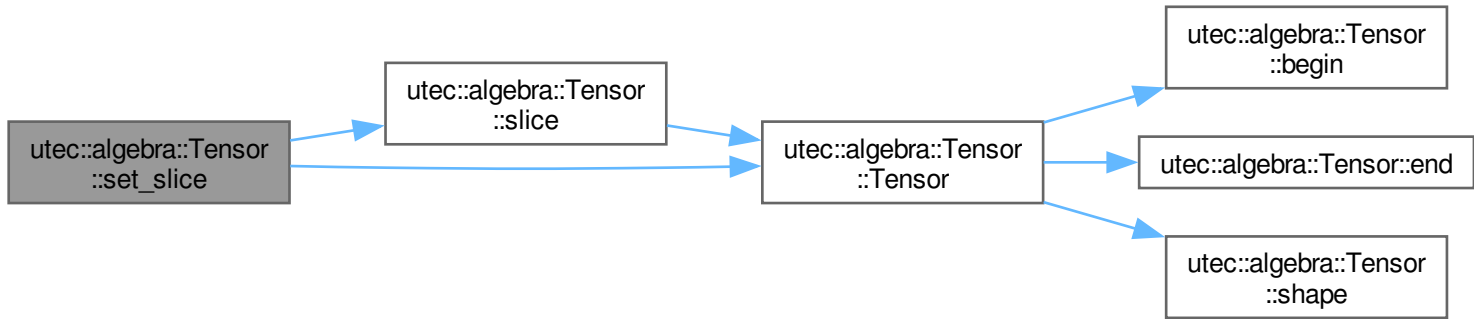 utec::algebra::Tensor
::set_slice
utec::algebra::Tensor
::slice
utec::algebra::Tensor
::Tensor
utec::algebra::Tensor
::begin
utec::algebra::Tensor::end
utec::algebra::Tensor
::shape